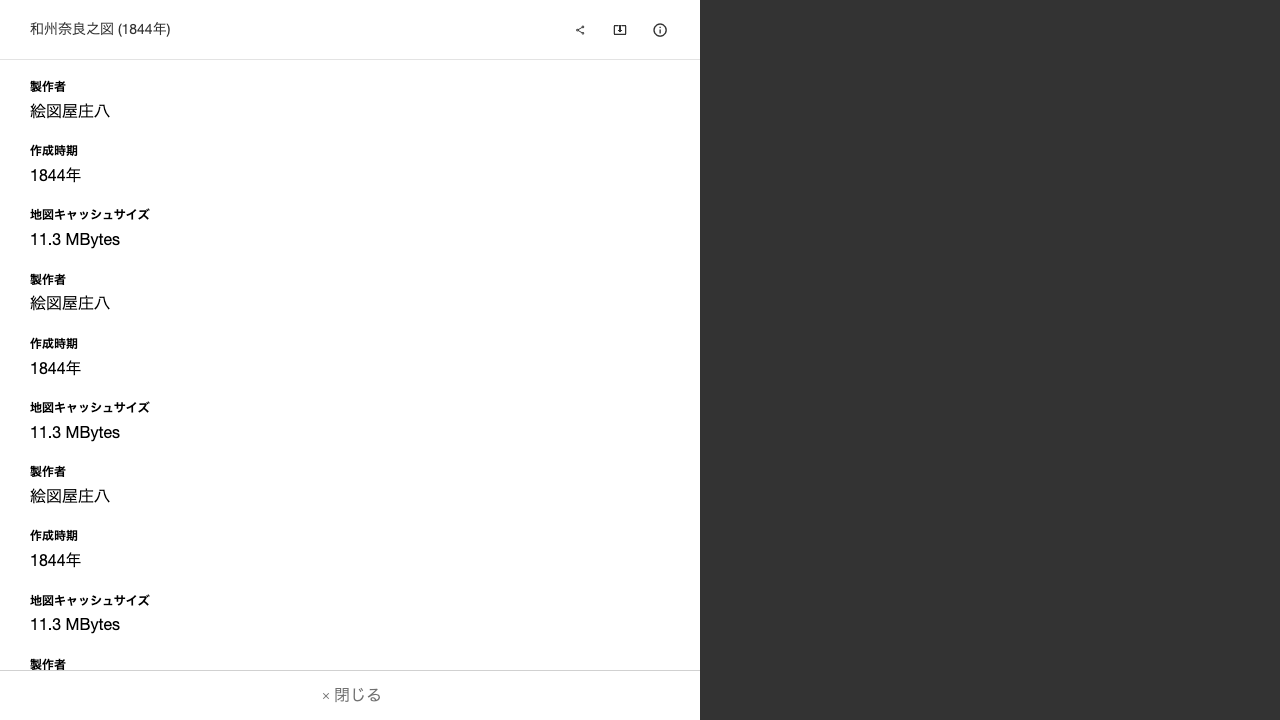 和州奈良之図 (1844年)
製作者
絵図屋庄八
作成時期
1844年
地図キャッシュサイズ
11.3 MBytes
製作者
絵図屋庄八
作成時期
1844年
地図キャッシュサイズ
11.3 MBytes
製作者
絵図屋庄八
作成時期
1844年
地図キャッシュサイズ
11.3 MBytes
製作者
× 閉じる